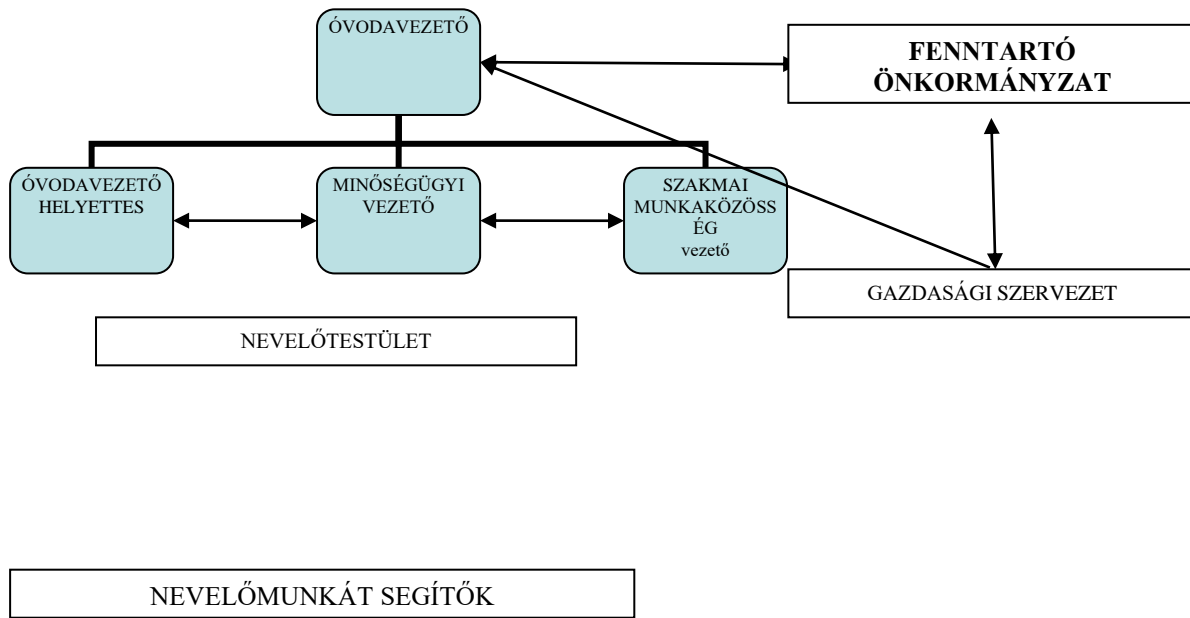 ÓVODAVEZETŐ
FENNTARTÓ
ÖNKORMÁNYZAT
ÓVODAVEZETŐ
HELYETTES
MINŐSÉGÜGYI
VEZETŐ
SZAKMAI
MUNKAKÖZÖSS
ÉG
vezető
GAZDASÁGI SZERVEZET
NEVELŐTESTÜLET
NEVELŐMUNKÁT SEGÍTŐK